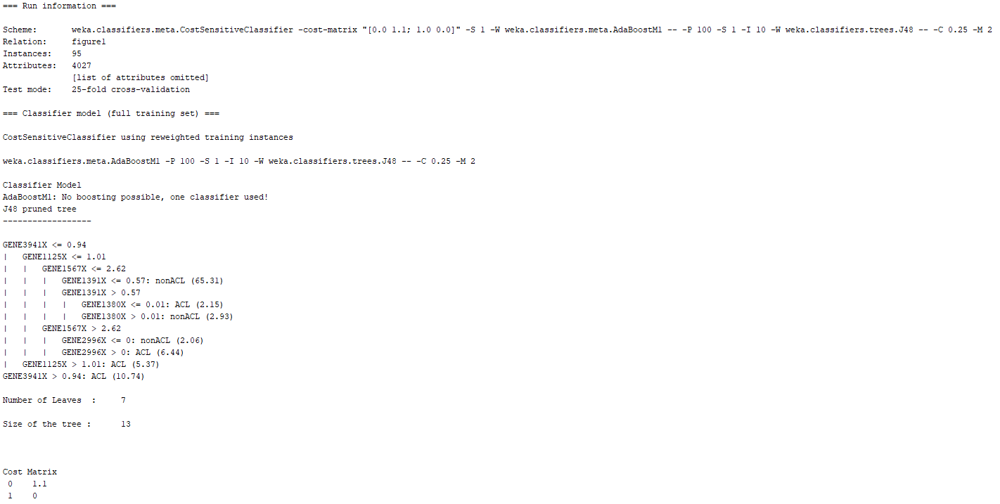 === Run information ===
Scheme: weka.classifiers.meta.CostSensitiveClassifier -cost-matrix "[0.0 1.1; 1.0 0.0]" -S 1 -W weka.classifiers.meta.AdaBoostM1 -- -P 100 -S 1 -I 10 -W weka.classifiers.trees.J48 -- -C 0.25 -M 2
Relation: figure1
Instances: 95
Attributes: 4027
[list of attributes omitted]
Test mode: 25-fold cross-validation
=== Classifier model (full training set) ===
CostSensitiveClassifier using reweighted training instances
weka.classifiers.meta.AdaBoostM1 -P 100 -S 1 -I 10 -W weka.classifiers.trees.J48 -- -C 0.25 -M 2
Classifier Model
AdaBoostM1: No boosting possible, one classifier used!
J48 pruned tree
------------------
GENE3941X <= 0.94
|   GENE1125X <= 1.01
|   |   GENE1567X <= 2.62
|   |   |   GENE1391X <= 0.57: nonACL (65.31)
|   |   |   GENE1391X > 0.57
|   |   |   |   GENE1380X <= 0.01: ACL (2.15)
|   |   |   |   GENE1380X > 0.01: nonACL (2.93)
|   |   GENE1567X > 2.62
|   |   |   GENE2996X <= 0: nonACL (2.06)
|   |   |   GENE2996X > 0: ACL (6.44)
|   GENE1125X > 1.01: ACL (5.37)
GENE3941X > 0.94: ACL (10.74)
Number of Leaves  : 7
Size of the tree : 13
Cost Matrix
0 1.1
1 0